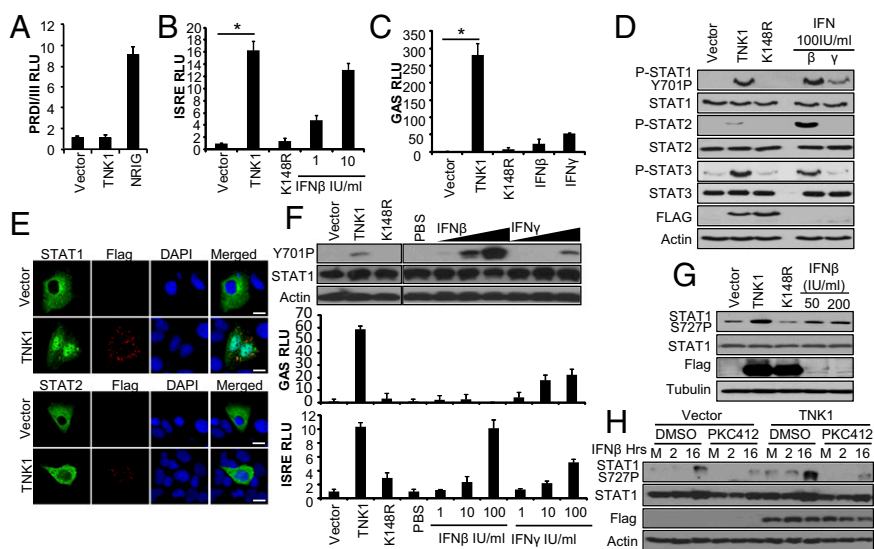 A
PRDI/III RLU
12
10
8
6
4
2
0
Vector
TNK1
NRIG
B
ISRE RLU
20
18
16
14
12
10
8
6
4
2
0
*
Vector
TNK1
K148R
1
10
IFNβ IU/ml
C
GAS RLU
350
300
250
200
150
100
50
0
*
Vector
TNK1
K148R
IFNβ
IFNγ
D
Vector
TNK1
K148R
IFN
100IU/ml
β γ
P-STAT1
Y701P
STAT1
P-STAT2
STAT2
P-STAT3
STAT3
FLAG
Actin
E
STAT1 Flag DAPI Merged
Vector
TNK1
STAT2 Flag DAPI Merged
Vector
TNK1
F
Vector
TNK1
K148R
PBS
IFNβ
IFNγ
Y701P
STAT1
Actin
GAS RLU
70
60
50
40
30
20
10
0
ISRE RLU
12
10
8
6
4
2
0
Vector
TNK1
K148R
PBS
1 10 100 1 10 100
IFNβ IU/ml IFNγ IU/ml
G
Vector
TNK1
K148R
IFNβ
(IU/ml)
50 200
STAT1
S727P
STAT1
Flag
Tubulin
H
Vector TNK1
DMSO PKC412 DMSO PKC412
IFNβ Hrs M 2 16 M 2 16 M 2 16 M 2 16
STAT1
S727P
STAT1
Flag
Actin